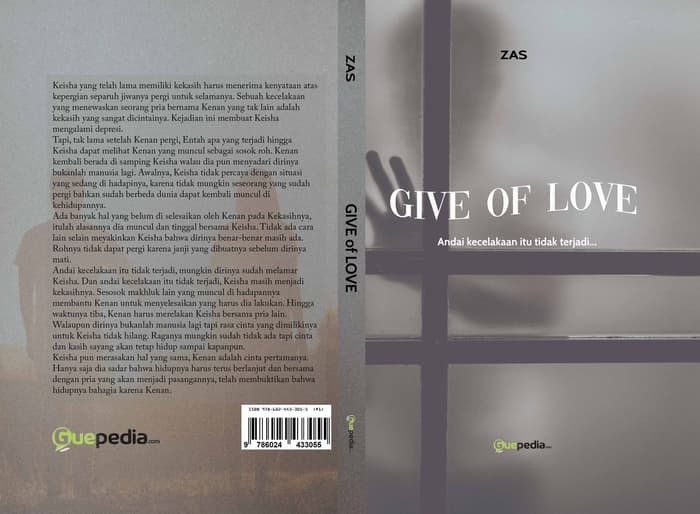 Keisha yang telah lama memiliki kekasih harus menerima kenyataan atas
kepergian separuh jiwanya pergi untuk selamanya. Sebuah kecelakaan
yang menewaskan seorang pria bernama Kenan yang tak lain adalah
kekasih yang sangat dicintainya. Kejadian ini membuat Keisha
mengalami depresi.
Tapi, tak lama setelah Kenan pergi, Entah apa yang terjadi hingga
Keisha dapat melihat Kenan yang muncul sebagai sosok roh. Kenan
kembali berada di samping Keisha walau dia pun menyadari dirinya
bukanlah manusia lagi. Awalnya, Keisha tidak percaya dengan situasi
yang sedang di hadapinya, karena tidak mungkin seseorang yang sudah
pergi bahkan sudah berbeda dunia dapat kembali muncul di
kehidupannya.
Ada banyak hal yang belum di selesaikan oleh Kenan pada Kekasihnya,
itulah alasannya dia muncul dan tinggal bersama Keisha. Tidak ada cara
lain selain meyakinkan Keisha bahwa dirinya benar-benar masih ada.
Rohnya tidak dapat pergi karena janji yang dibuatnya sebelum dirinya
mati.
Andai kecelakaan itu tidak terjadi, mungkin dirinya sudah melamar
Keisha. Dan andai kecelakaan itu tidak terjadi, Keisha masih menjadi
kekasihnya. Sesosok makhluk lain yang muncul di hadapannya
membantu Kenan untuk menyelesaikan yang harus dia lakukan. Hingga
waktunya tiba, Kenan harus merelakan Keisha bersama pria lain.
Walaupun dirinya bukanlah manusia lagi tapi rasa cinta yang dimilikinya
untuk Keisha tidak hilang. Raganya mungkin sudah tidak ada tapi cinta
dan kasih sayang akan tetap hidup sampai kapanpun.
Keisha pun merasakan hal yang sama, Kenan adalah cinta pertamanya.
Hanya saja dia sadar bahwa hidupnya harus terus berlanjut dan bersama
dengan pria yang akan menjadi pasangannya, telah membuktikan bahwa
hidupnya bahagia karena Kenan.
Guepedia.com
ISBN 978-602-443-305-5
9 786024 433055
ZAS
GIVE of LOVE
Guepedia
ZAS
GIVE OF LOVE
Andai kecelakaan itu tidak terjadi...
Guepedia